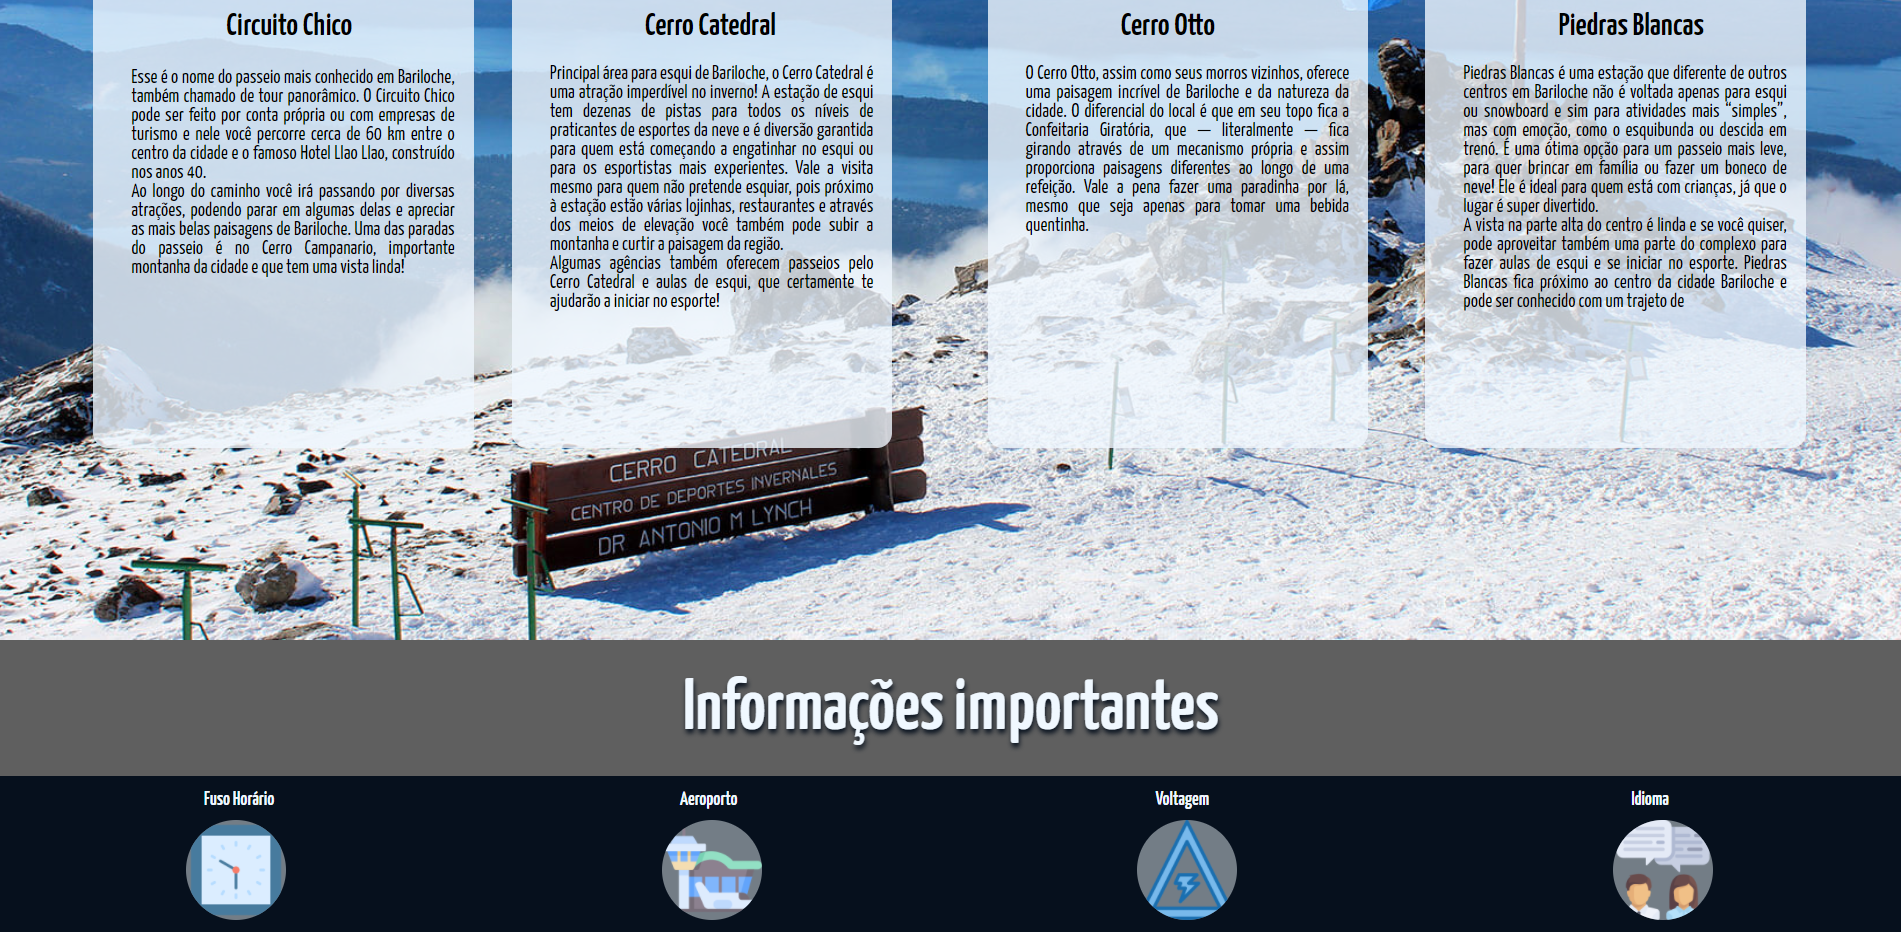 Circuito Chico
Esse é o nome do passeio mais conhecido em Bariloche,
também chamado de tour panorâmico. O Circuito Chico
pode ser feito por conta própria ou com empresas de
turismo e nele você percorre cerca de 60 km entre o
centro da cidade e o famoso Hotel Llao Llao, construído
nos anos 40.
Ao longo do caminho você irá passando por diversas
atrações, podendo parar em algumas delas e apreciar
as mais belas paisagens de Bariloche. Uma das paradas
do passeio é no Cerro Campanario, importante
montanha da cidade e que tem uma vista linda!
Cerro Catedral
Principal área para esqui de Bariloche, o Cerro Catedral é
uma atração imperdível no inverno! A estação de esqui
tem dezenas de pistas para todos os níveis de
praticantes de esportes da neve e é diversão garantida
para quem está começando a engatinhar no esqui ou
para os esportistas mais experientes. Vale a visita
mesmo para quem não pretende esquiar, pois próximo
à estação estão várias lojinhas, restaurantes e através
dos meios de elevação você também pode subir a
montanha e curtir a paisagem da região.
Algumas agências também oferecem passeios pelo
Cerro Catedral e aulas de esqui, que certamente te
ajudarão a iniciar no esporte!
Cerro Otto
O Cerro Otto, assim como seus morros vizinhos, oferece
uma paisagem incrível de Bariloche e da natureza da
cidade. O diferencial do local é que em seu topo fica a
Confeitaria Giratória, que — literalmente — fica
girando através de um mecanismo própria e assim
proporciona paisagens diferentes ao longo de uma
refeição. Vale a pena fazer uma paradinha por lá,
mesmo que seja apenas para tomar uma bebida
quentinha.
Piedras Blancas
Piedras Blancas é uma estação que diferente de outros
centros em Bariloche não é voltada apenas para esqui
ou snowboard e sim para atividades mais “simples”,
mas com emoção, como o esquibunda ou descida em
trenó. É uma ótima opção para um passeio mais leve,
para quer brincar em família ou fazer um boneco de
neve! Ele é ideal para quem está com crianças, já que o
lugar é super divertido.
A vista na parte alta do centro é linda e se você quiser,
pode aproveitar também uma parte do complexo para
fazer aulas de esqui e se iniciar no esporte. Piedras
Blancas fica próximo ao centro da cidade Bariloche e
pode ser conhecido com um trajeto de
CERRO CATEDRAL
CENTRO DE DEPORTES INVERNALES
DR ANTONIO M LYNCH
Informações importantes
Fuso Horário
Aeroporto
Voltagem
Idioma